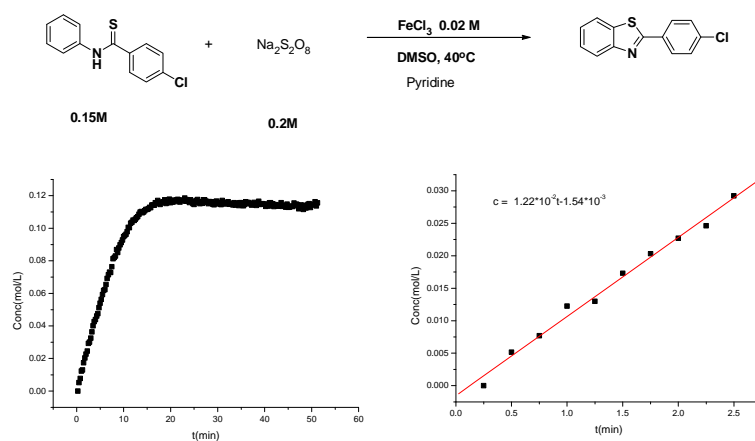 S
N
H
Cl
0.15M
+
Na2S2O8
0.2M
FeCl3 0.02 M
DMSO, 40ºC
Pyridine
S
N
Cl
0.12
0.10
0.08
0.06
0.04
0.02
0.00
Conc(mol/L)
0 10 20 30 40 50 60
t(min)
c = 1.22*10-2t-1.54*10-3
0.030
0.025
0.020
0.015
0.010
0.005
0.000
Conc(mol/L)
0.0 0.5 1.0 1.5 2.0 2.5
t(min)